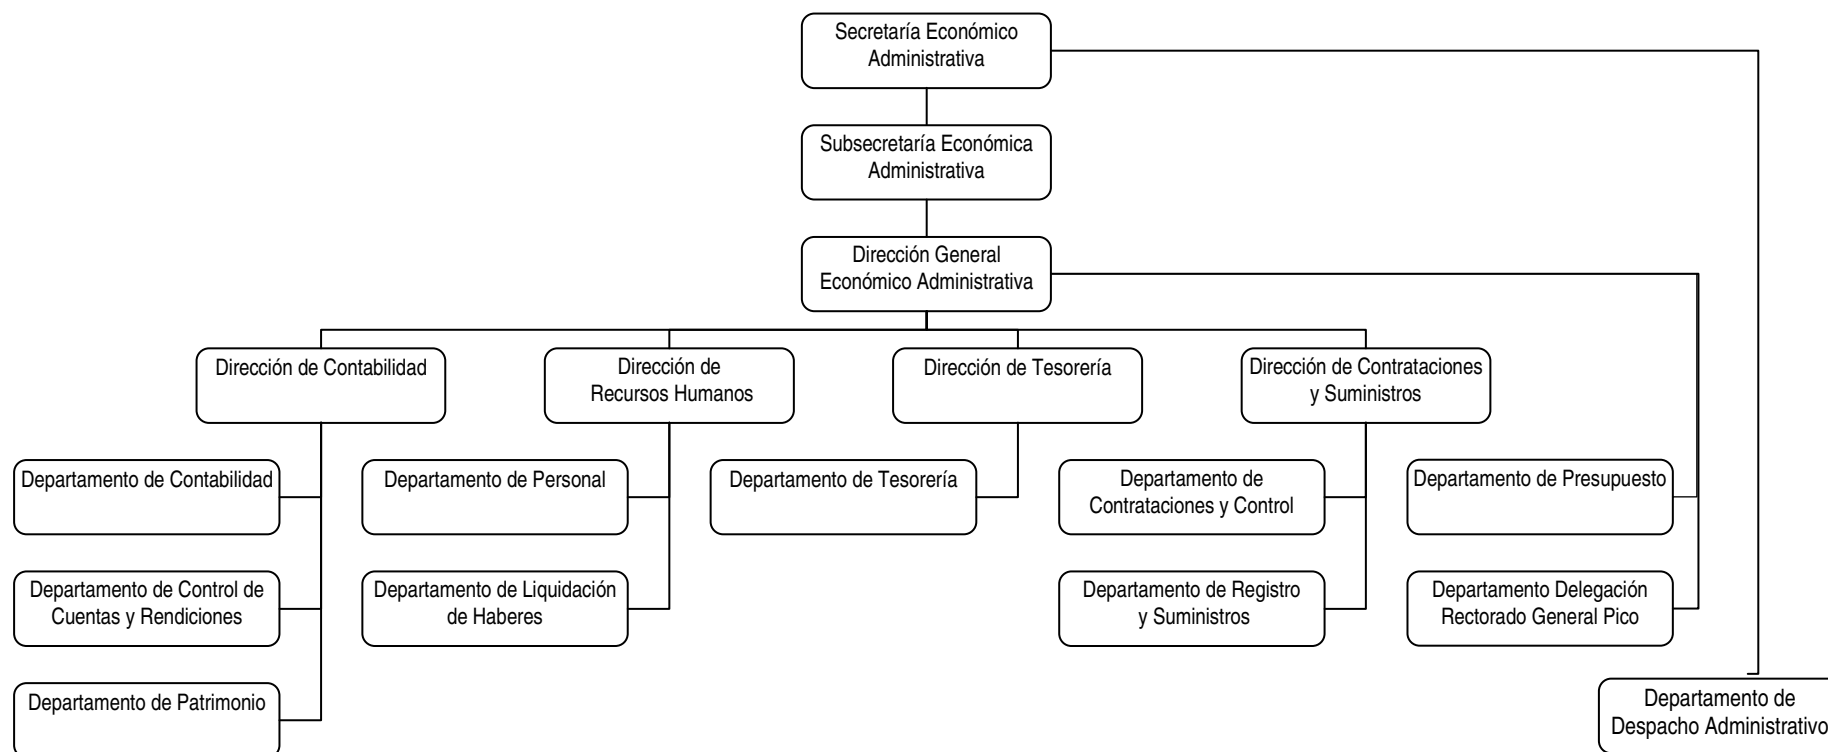 Secretaría Económico
Administrativa
Subsecretaría Económica
Administrativa
Dirección General
Económico Administrativa
Dirección de Contabilidad
Dirección de
Recursos Humanos
Dirección de Tesorería
Dirección de Contrataciones
y Suministros
Departamento de Contabilidad
Departamento de Personal
Departamento de Tesorería
Departamento de
Contrataciones y Control
Departamento de Presupuesto
Departamento de Control de
Cuentas y Rendiciones
Departamento de Liquidación
de Haberes
Departamento de Registro
y Suministros
Departamento Delegación
Rectorado General Pico
Departamento de Patrimonio
Departamento de
Despacho Administrativo